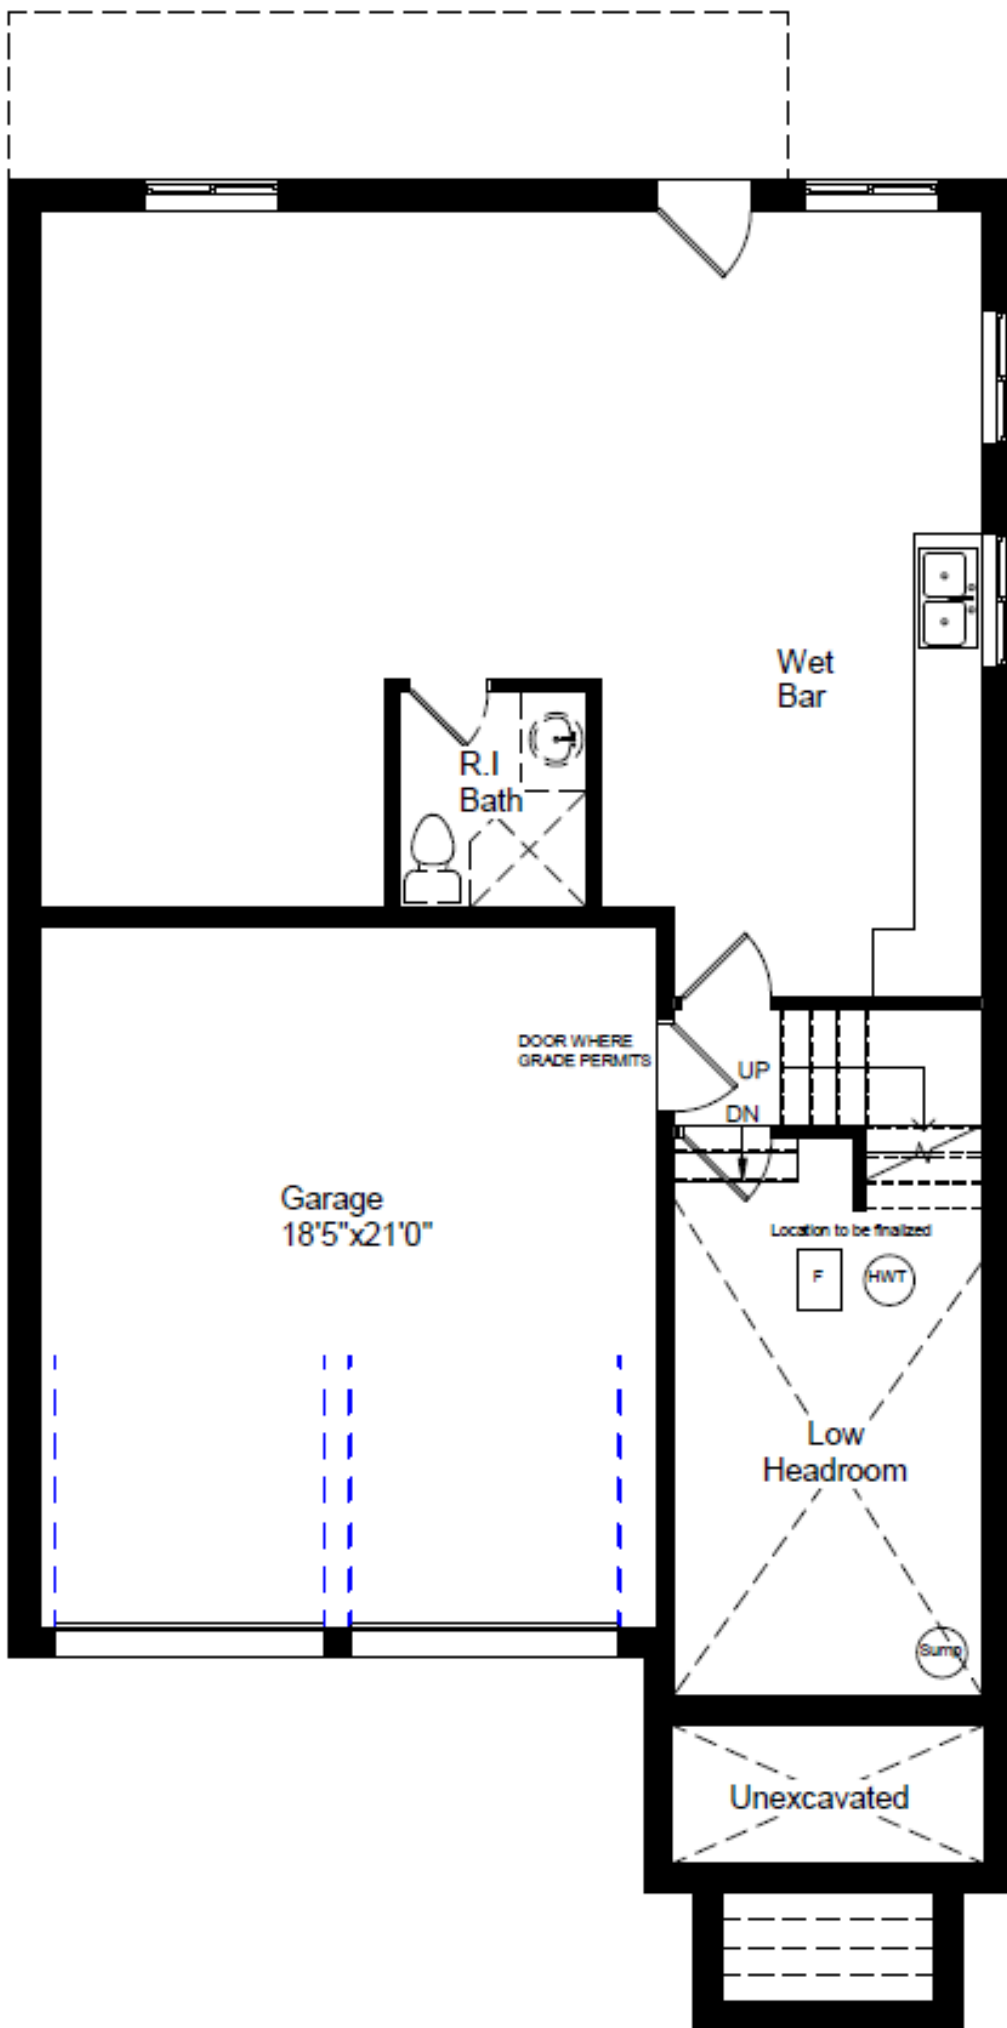 Wet
Bar
R.I
Bath
DOOR WHERE
GRADE PERMITS
UP
DN
Garage
18'5"x21'0"
Location to be finalized
F
HWT
Low
Headroom
Sump
Unexcavated